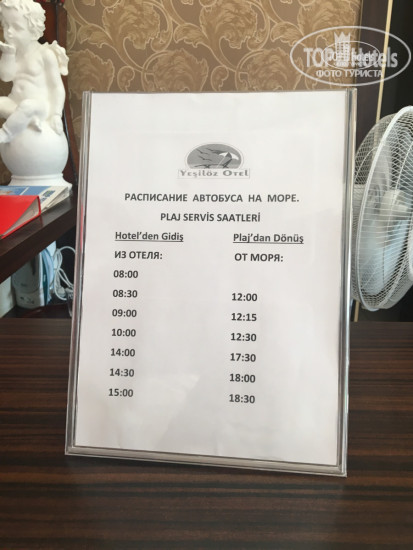 TOPHotels
ФОТО ТУРИСТА
Yeşilöz Otel
РАСПИСАНИЕ АВТОБУСА НА МОРЕ.
PLAJ SERVİS SAATLERİ
Hotel'den Gidiş Plaj'dan Dönüş
ИЗ ОТЕЛЯ: ОТ МОРЯ:
08:00
08:30 12:00
09:00 12:15
10:00 12:30
14:00 17:30
14:30 18:00
15:00 18:30